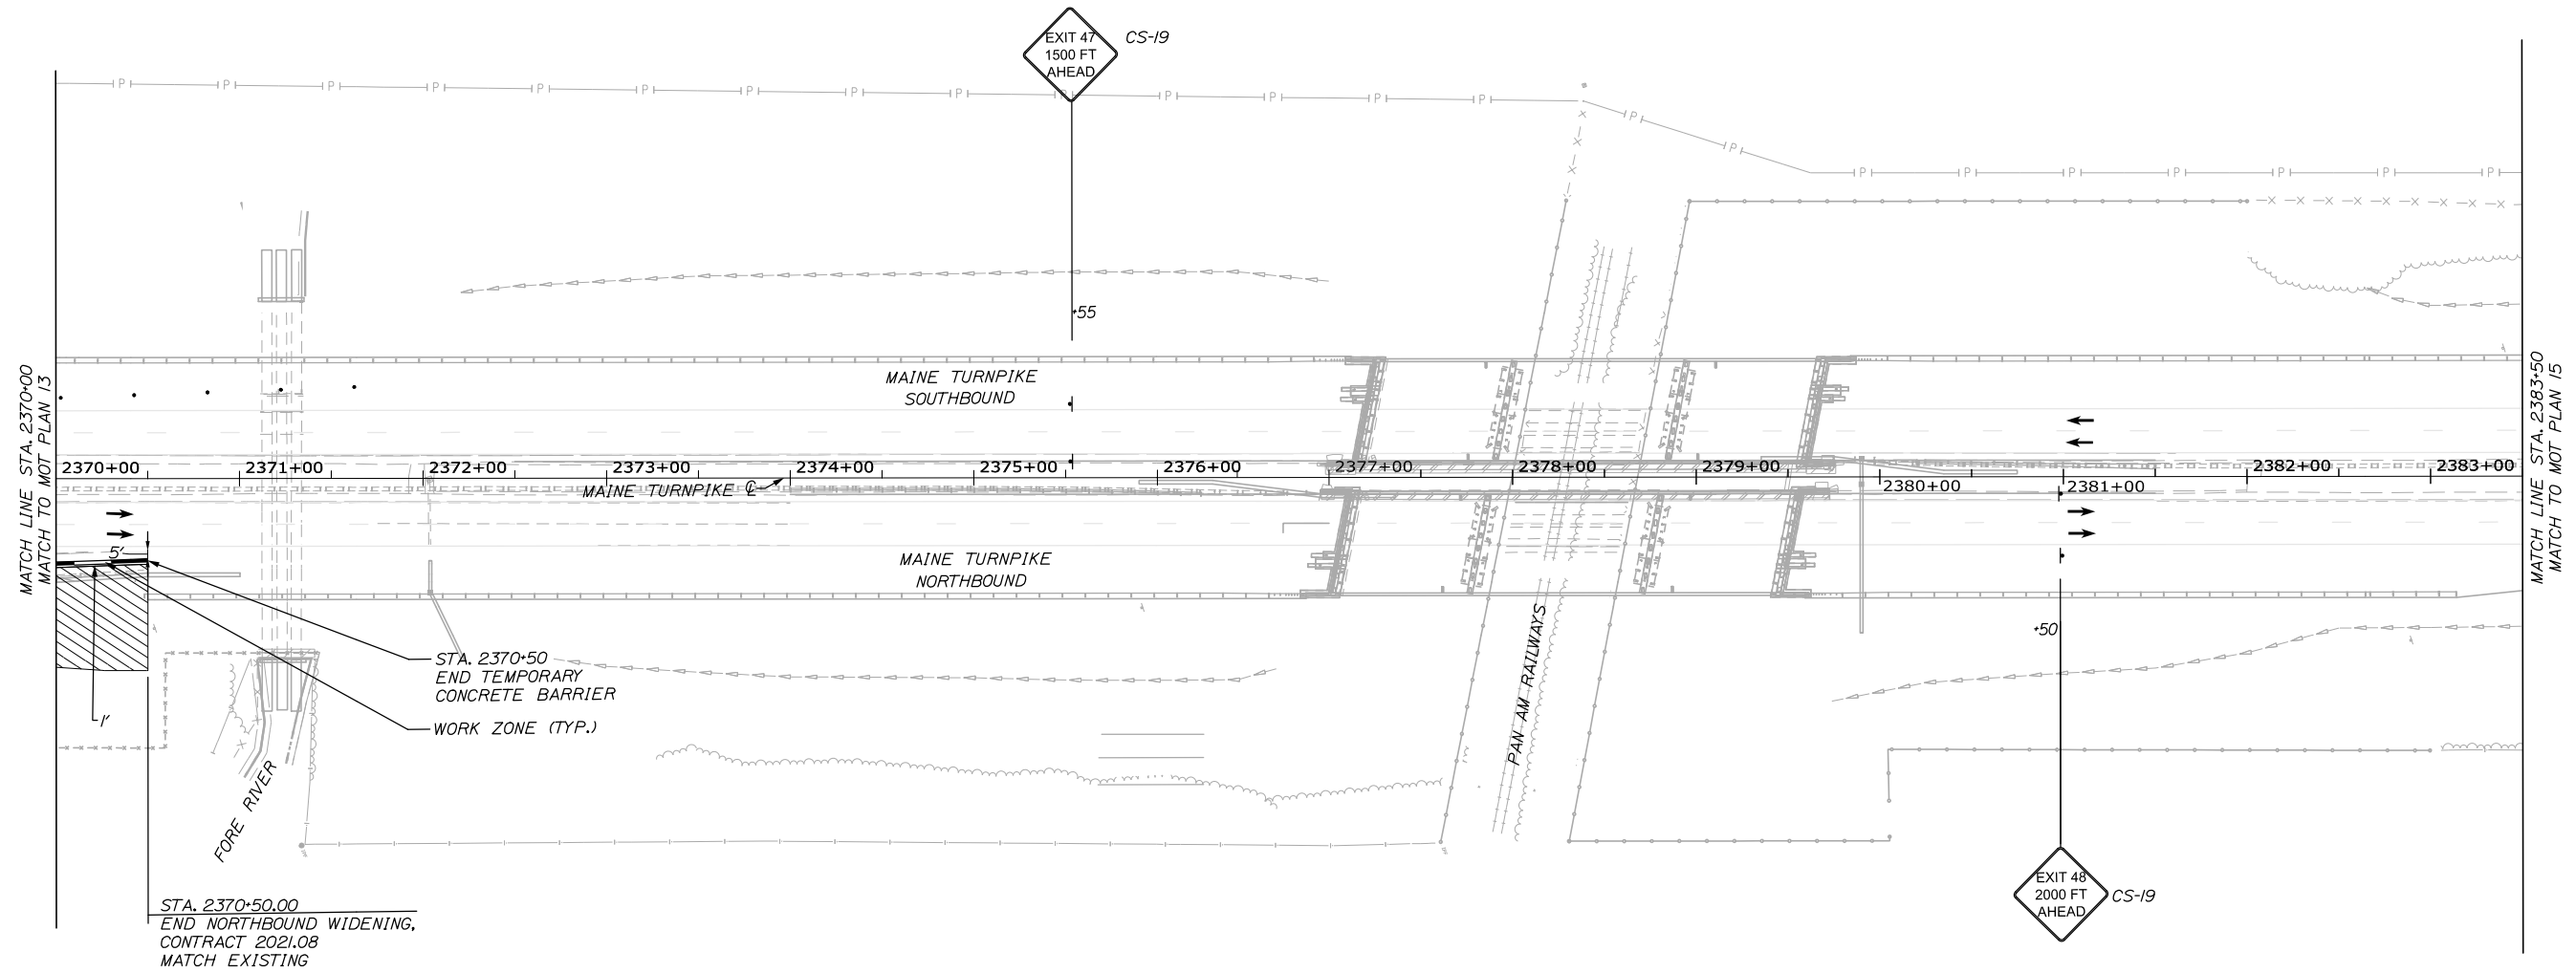 EXIT 47
1500 FT
AHEAD
CS-19
P P P P P P P P P P P P P P P P P P P P P P P
+55
MATCH LINE STA. 2370+00
MATCH TO MOT PLAN 13
MAINE TURNPIKE
SOUTHBOUND
MATCH LINE STA. 2383+50
MATCH TO MOT PLAN 15
2370+00 2371+00 2372+00 2373+00 2374+00 2375+00 2376+00 2377+00 2378+00 2379+00 2380+00 2381+00 2382+00 2383+00
MAINE TURNPIKE ℄
5'
MAINE TURNPIKE
NORTHBOUND
+50
STA. 2370+50
END TEMPORARY
CONCRETE BARRIER
1'
WORK ZONE (TYP.)
PAN AM RAILWAYS
FORE RIVER
EXIT 48
2000 FT
AHEAD
CS-19
STA. 2370+50.00
END NORTHBOUND WIDENING,
CONTRACT 2021.08
MATCH EXISTING